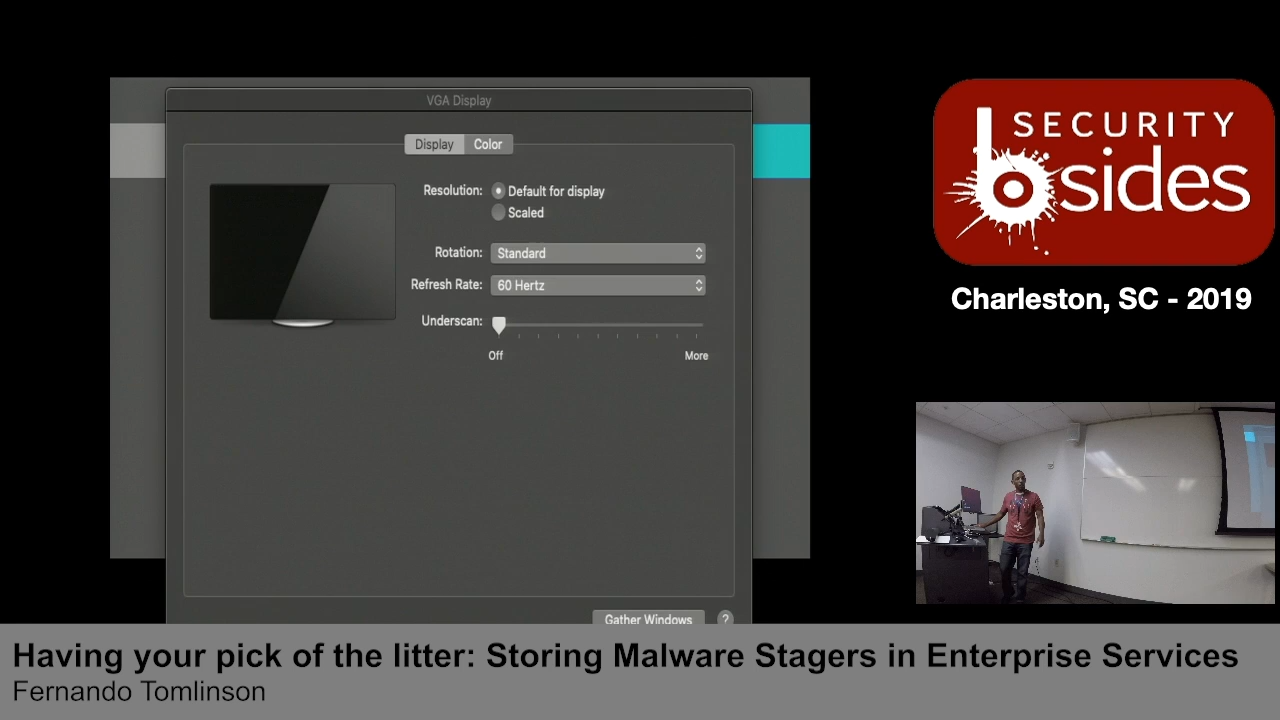 VGA Display
Display Color
Resolution: Default for display
Scaled
Rotation: Standard
Refresh Rate: 60 Hertz
Underscan:
Off More
Gather Windows ?
SECURITY
bsides
Charleston, SC - 2019
Having your pick of the litter: Storing Malware Stagers in Enterprise Services
Fernando Tomlinson